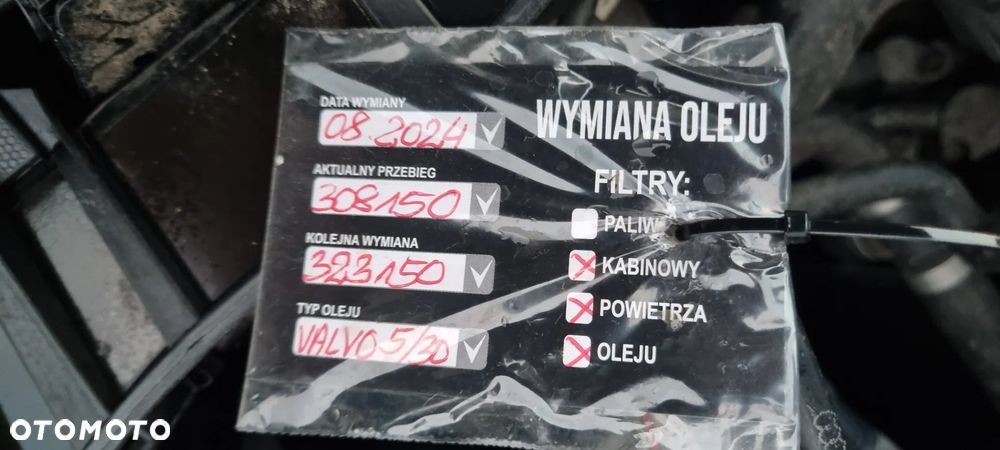 WYMIANA OLEJU
DATA WYMIANY
08.2024
AKTUALNY PRZEBIEG
308150
KOLEJNA WYMIANA
323150
TYP OLEJU
VALVO 5/30
FILTRY:
PALIW
KABINOWY
POWIETRZA
OLEJU
OTOMOTO